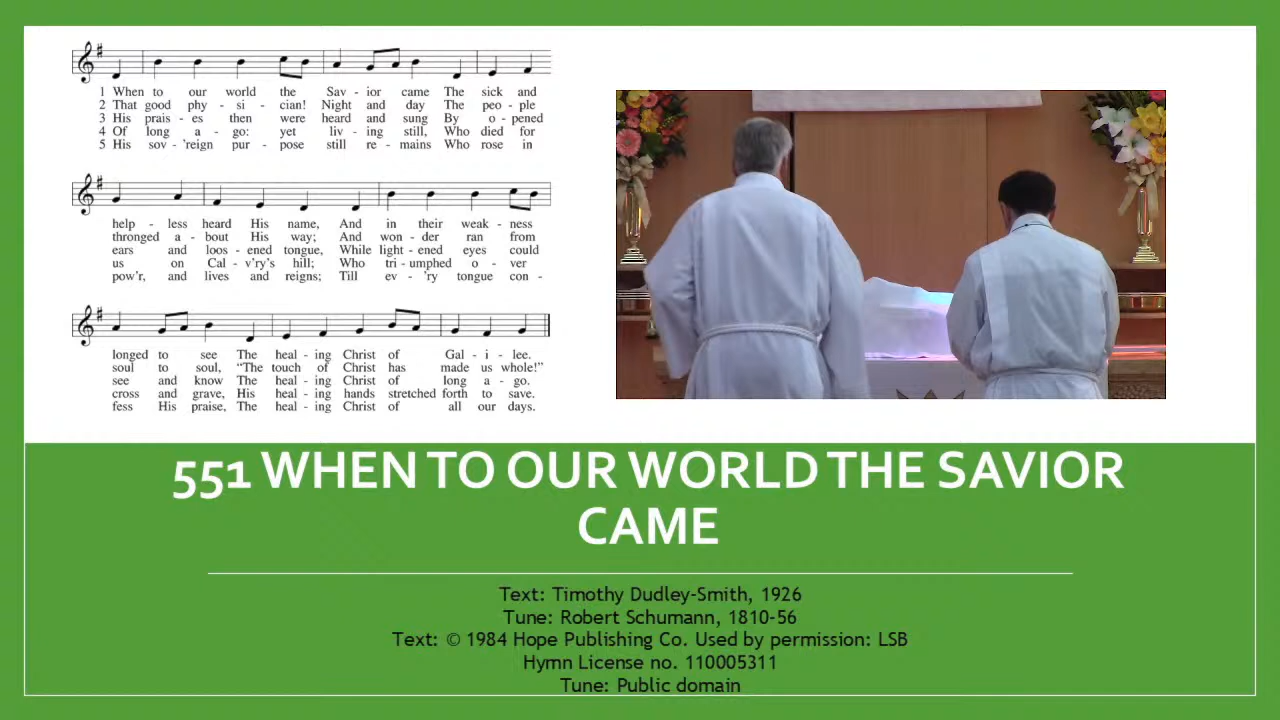 1 When to our world the Sav - ior came The sick and
2 That good phy - si - cian! Night and day The peo - ple
3 His prais - es then were heard and sung By o - pened
4 Of long a - go: yet liv - ing still, Who died for
5 His sov - 'reign pur - pose still re - mains Who rose in
help - less heard His name, And in their weak - ness
thronged a - bout His way; And won - der ran from
ears and loos - ened tongue, While light - ened eyes could
us on Cal - v'ry's hill; Who tri - umphed o - ver
pow'r, and lives and reigns; Till ev - 'ry tongue con -
longed to see The heal - ing Christ of Gal - i - lee.
soul to soul, “The touch of Christ has made us whole!”
see and know The heal - ing Christ of long a - go.
cross and grave, His heal - ing hands stretched forth to save.
fess His praise, The heal - ing Christ of all our days.
551 WHEN TO OUR WORLD THE SAVIOR
CAME
Text: Timothy Dudley-Smith, 1926
Tune: Robert Schumann, 1810-56
Text: © 1984 Hope Publishing Co. Used by permission: LSB
Hymn License no. 110005311
Tune: Public domain